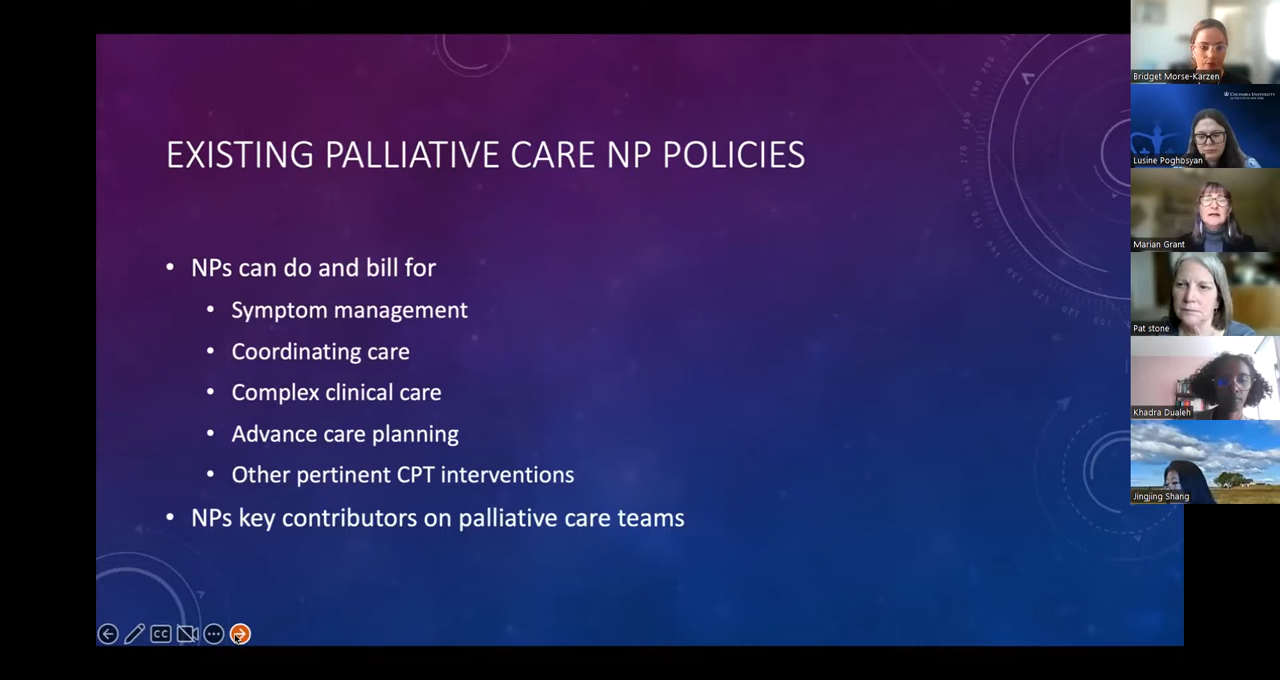 EXISTING PALLIATIVE CARE NP POLICIES
• NPs can do and bill for
• Symptom management
• Coordinating care
• Complex clinical care
• Advance care planning
• Other pertinent CPT interventions
• NPs key contributors on palliative care teams
CC
Bridget Morse-Karzen
COLUMBIA UNIVERSITY
Lusine Poghosyan
Marian Grant
Pat stone
Khadra Dualeh
Jingjing Shang